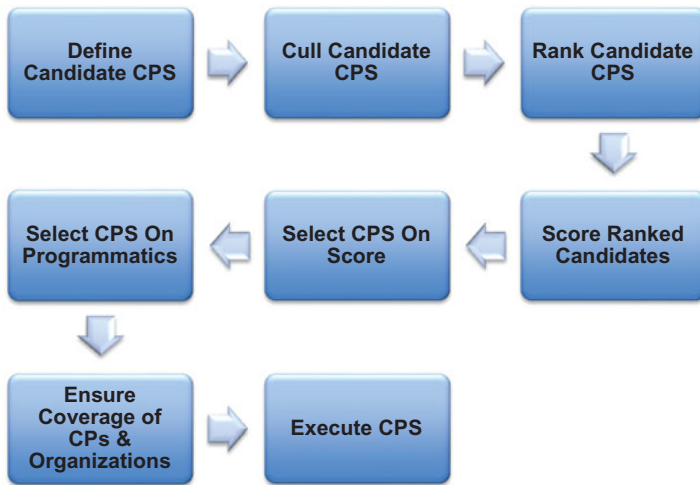 Define
Candidate CPS
Cull Candidate
CPS
Rank Candidate
CPS
Score Ranked
Candidates
Select CPS On
Score
Select CPS On
Programmatics
Ensure
Coverage of
CPs &
Organizations
Execute CPS